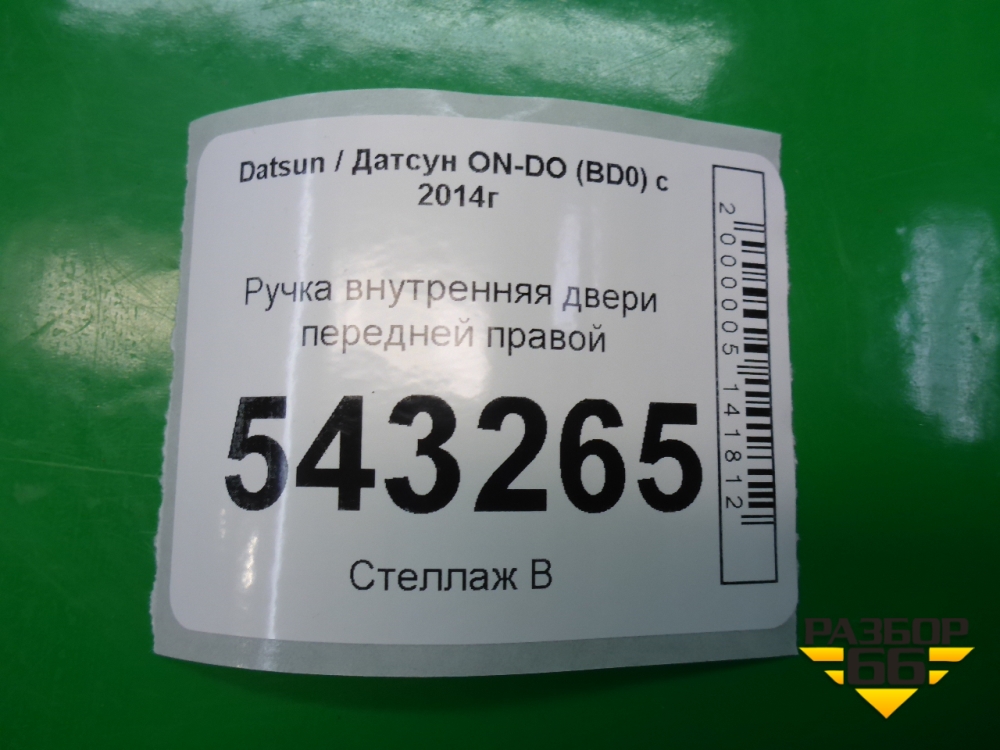 Datsun / Датсун ON-DO (BD0) с
2014г
Ручка внутренняя двери
передней правой
543265
Стеллаж В
2000005141812
РАЗБОР
66